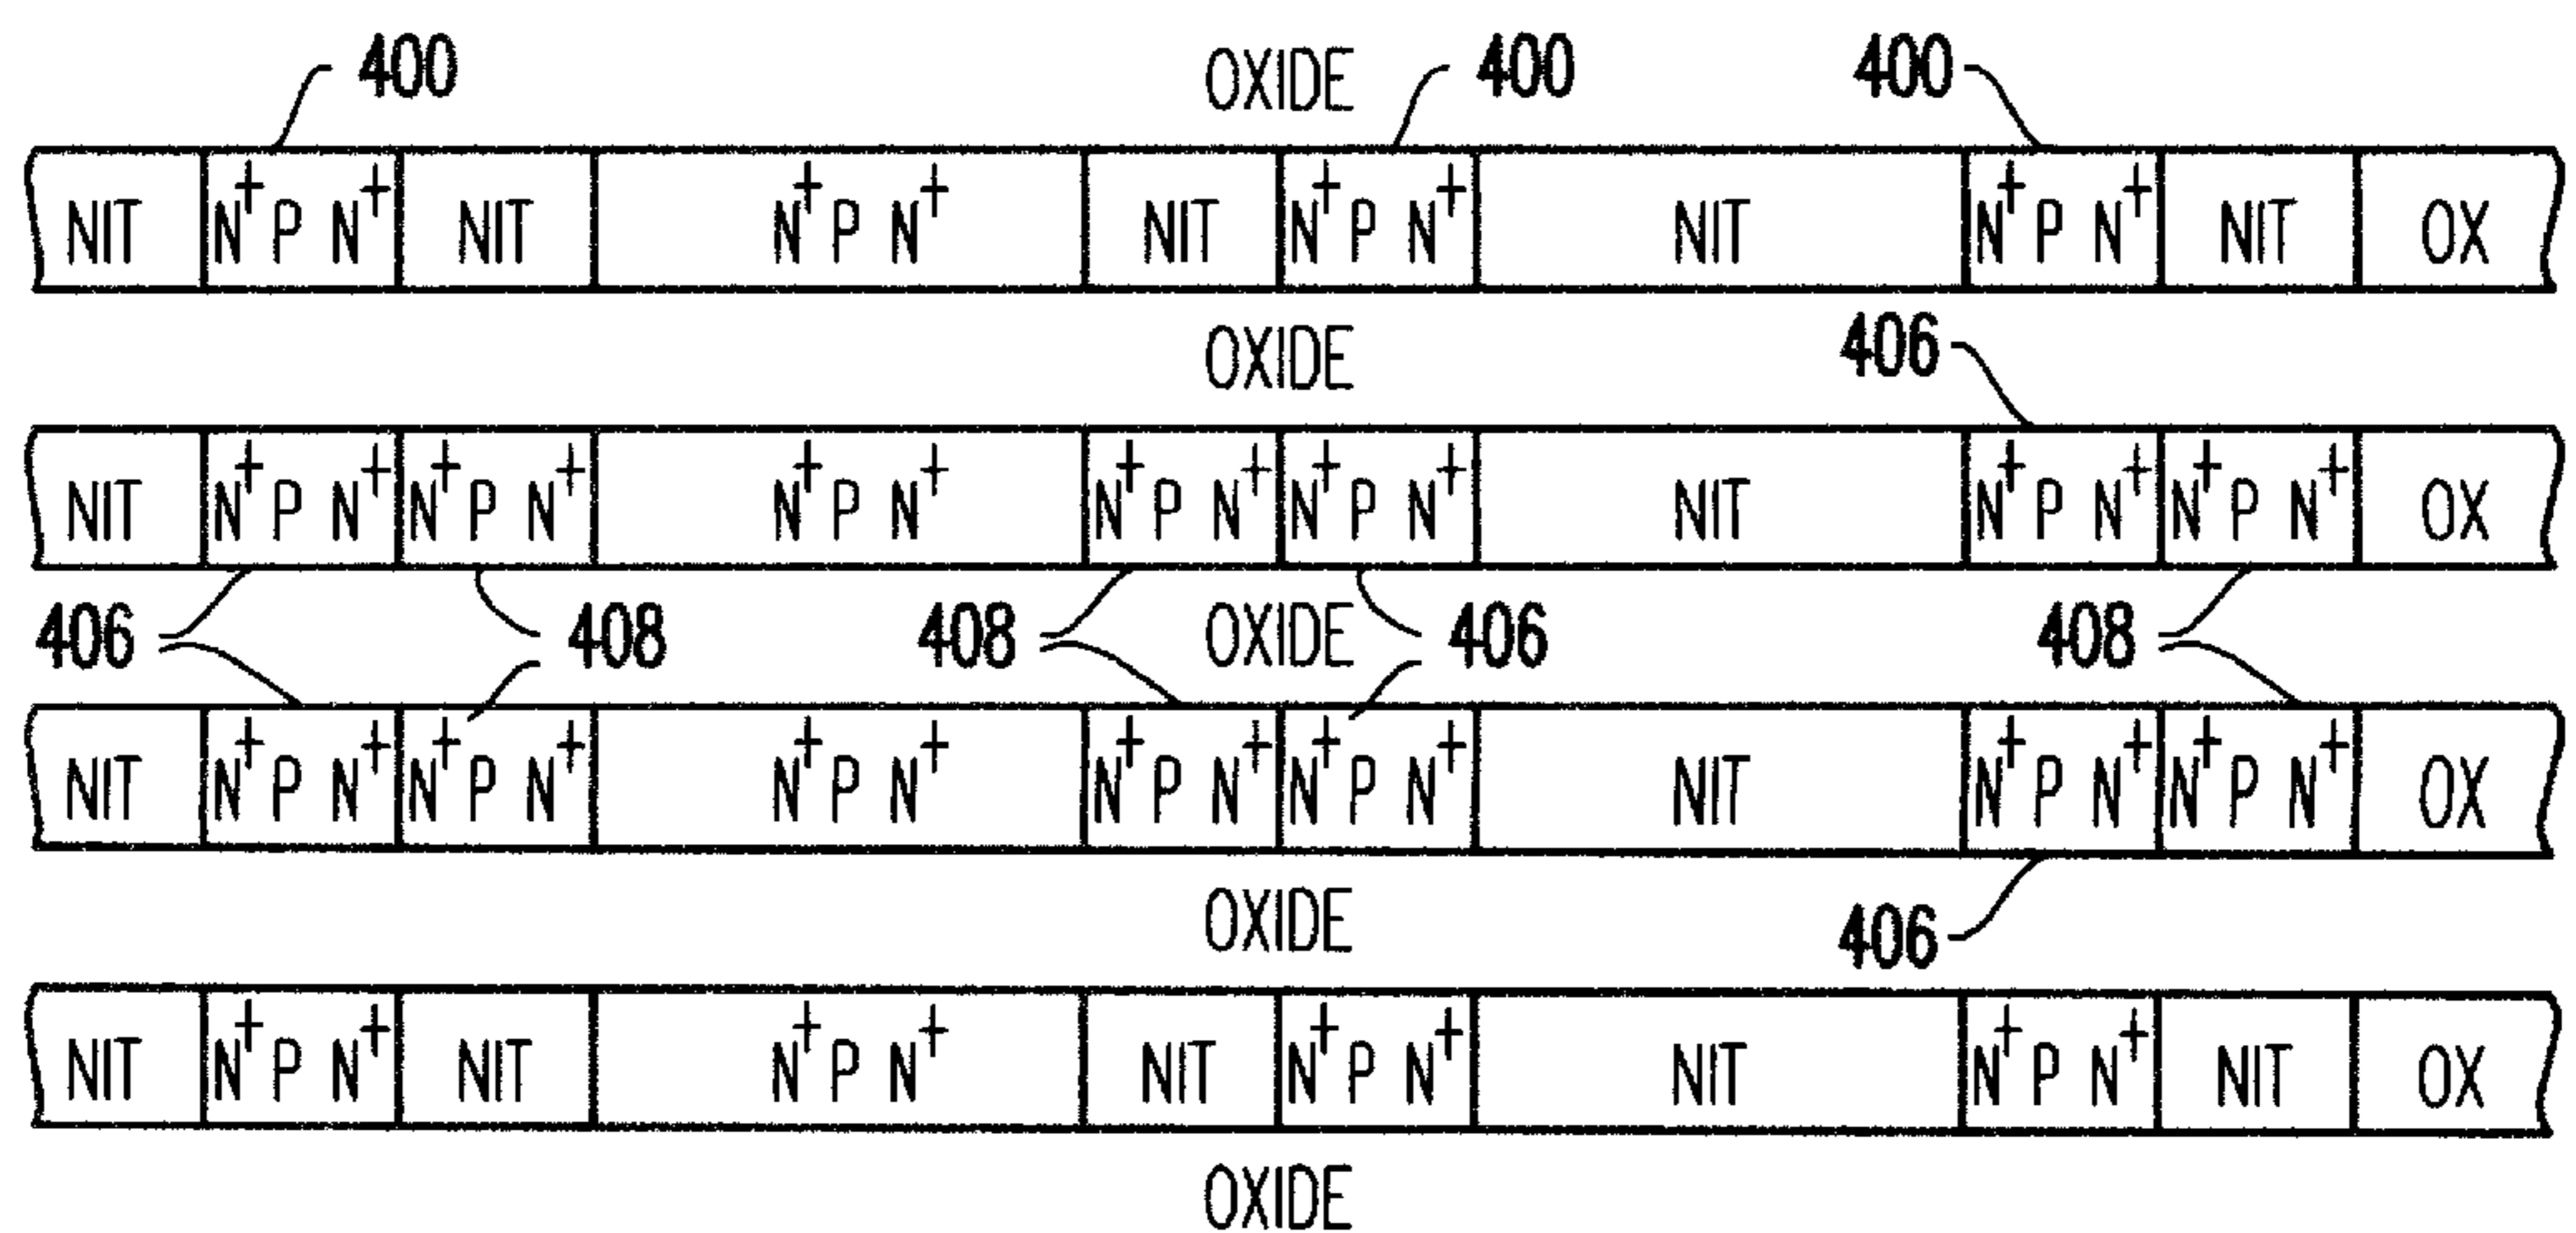 400 OXIDE 400 400
NIT N+ P N+ NIT N+ P N+ NIT N+ P N+ NIT N+ P N+ NIT OX
OXIDE 406
NIT N+ P N+ N+ P N+ N+ P N+ N+ P N+ N+ P N+ NIT N+ P N+ N+ P N+ OX
406 408 408 OXIDE 406 408
NIT N+ P N+ N+ P N+ N+ P N+ N+ P N+ N+ P N+ NIT N+ P N+ N+ P N+ OX
OXIDE 406
NIT N+ P N+ NIT N+ P N+ NIT N+ P N+ NIT N+ P N+ NIT OX
OXIDE